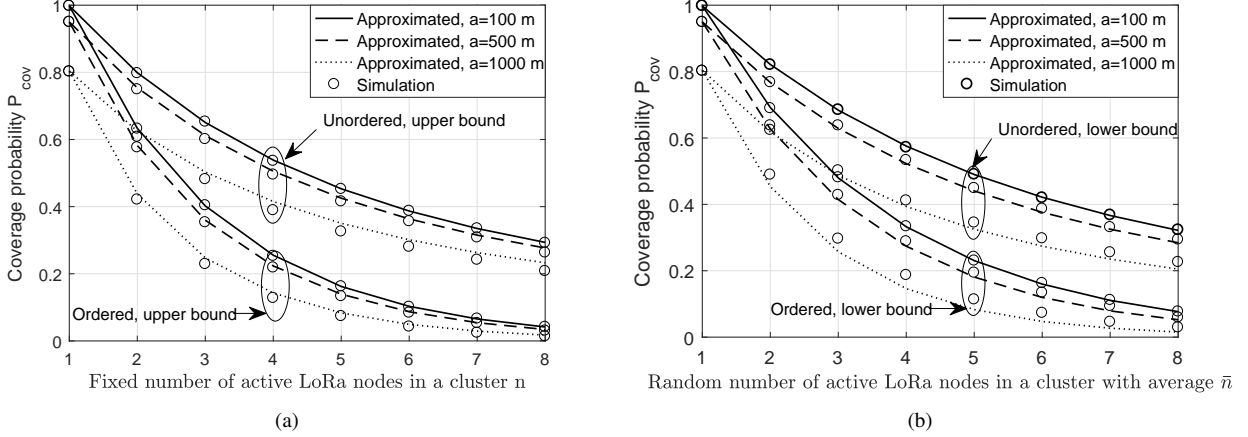 1
0.8
0.6
0.4
0.2
0
Coverage probability P_cov
Approximated, a=100 m
Approximated, a=500 m
Approximated, a=1000 m
Simulation
Unordered, upper bound
Ordered, upper bound
1 2 3 4 5 6 7 8
Fixed number of active LoRa nodes in a cluster n
(a)
1
0.8
0.6
0.4
0.2
0
Coverage probability P_cov
Approximated, a=100 m
Approximated, a=500 m
Approximated, a=1000 m
Simulation
Unordered, lower bound
Ordered, lower bound
1 2 3 4 5 6 7 8
Random number of active LoRa nodes in a cluster with average n̄
(b)